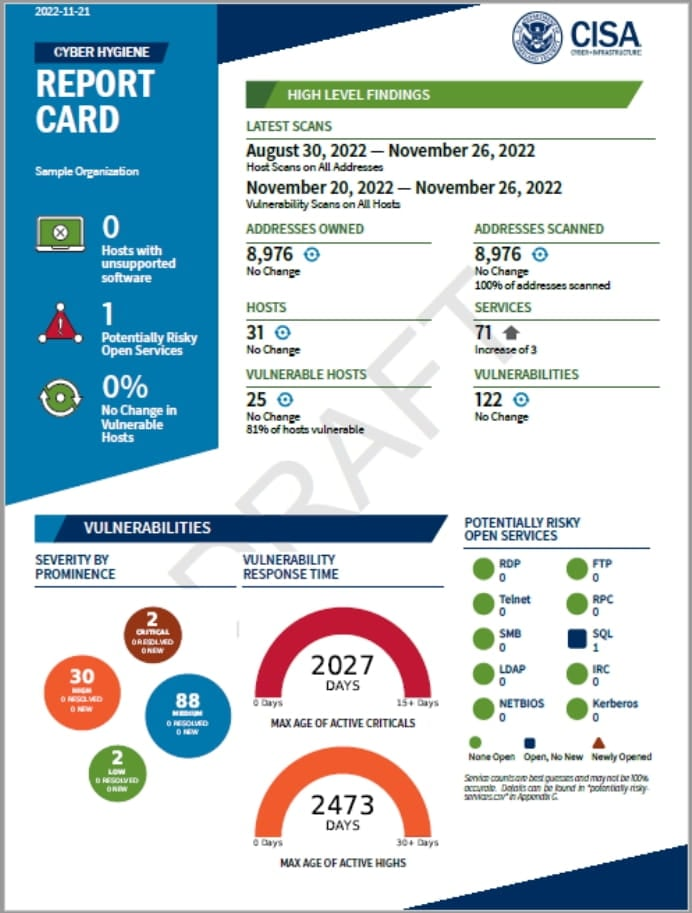 2022-11-21
CYBER HYGIENE
REPORT
CARD
Sample Organization
0
Hosts with
unsupported
software
1
Potentially Risky
Open Services
0%
No Change in
Vulnerable
Hosts
CISA
CYBER+INFRASTRUCTURE
HIGH LEVEL FINDINGS
LATEST SCANS
August 30, 2022 — November 26, 2022
Host Scans on All Addresses
November 20, 2022 — November 26, 2022
Vulnerability Scans on All Hosts
ADDRESSES OWNED
8,976
No Change
ADDRESSES SCANNED
8,976
No Change
100% of addresses scanned
HOSTS
31
No Change
SERVICES
71
Increase of 3
VULNERABLE HOSTS
25
No Change
81% of hosts vulnerable
VULNERABILITIES
122
No Change
DRAFT
VULNERABILITIES
SEVERITY BY
PROMINENCE
2
CRITICAL
0 RESOLVED
0 NEW
30
HIGH
0 RESOLVED
0 NEW
88
MEDIUM
0 RESOLVED
0 NEW
2
LOW
0 RESOLVED
0 NEW
VULNERABILITY
RESPONSE TIME
2027
DAYS
0 Days
15+ Days
MAX AGE OF ACTIVE CRITICALS
2473
DAYS
0 Days
30+ Days
MAX AGE OF ACTIVE HIGHS
POTENTIALLY RISKY
OPEN SERVICES
RDP
0
FTP
0
Telnet
0
RPC
0
SMB
0
SQL
1
LDAP
0
IRC
0
NETBIOS
0
Kerberos
0
None Open
Open, No New
Newly Opened
Service counts are best guesses and may not be 100%
accurate. Details can be found in "potentially-risky-
services.csv" in Appendix G.